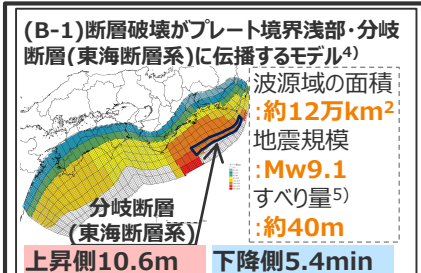 (B-1)断層破壊がプレート境界浅部・分岐
断層(東海断層系)に伝播するモデル4)
波源域の面積
:約12万km2
地震規模
:Mw9.1
すべり量5)
:約40m
分岐断層
(東海断層系)
上昇側10.6m
下降側5.4min